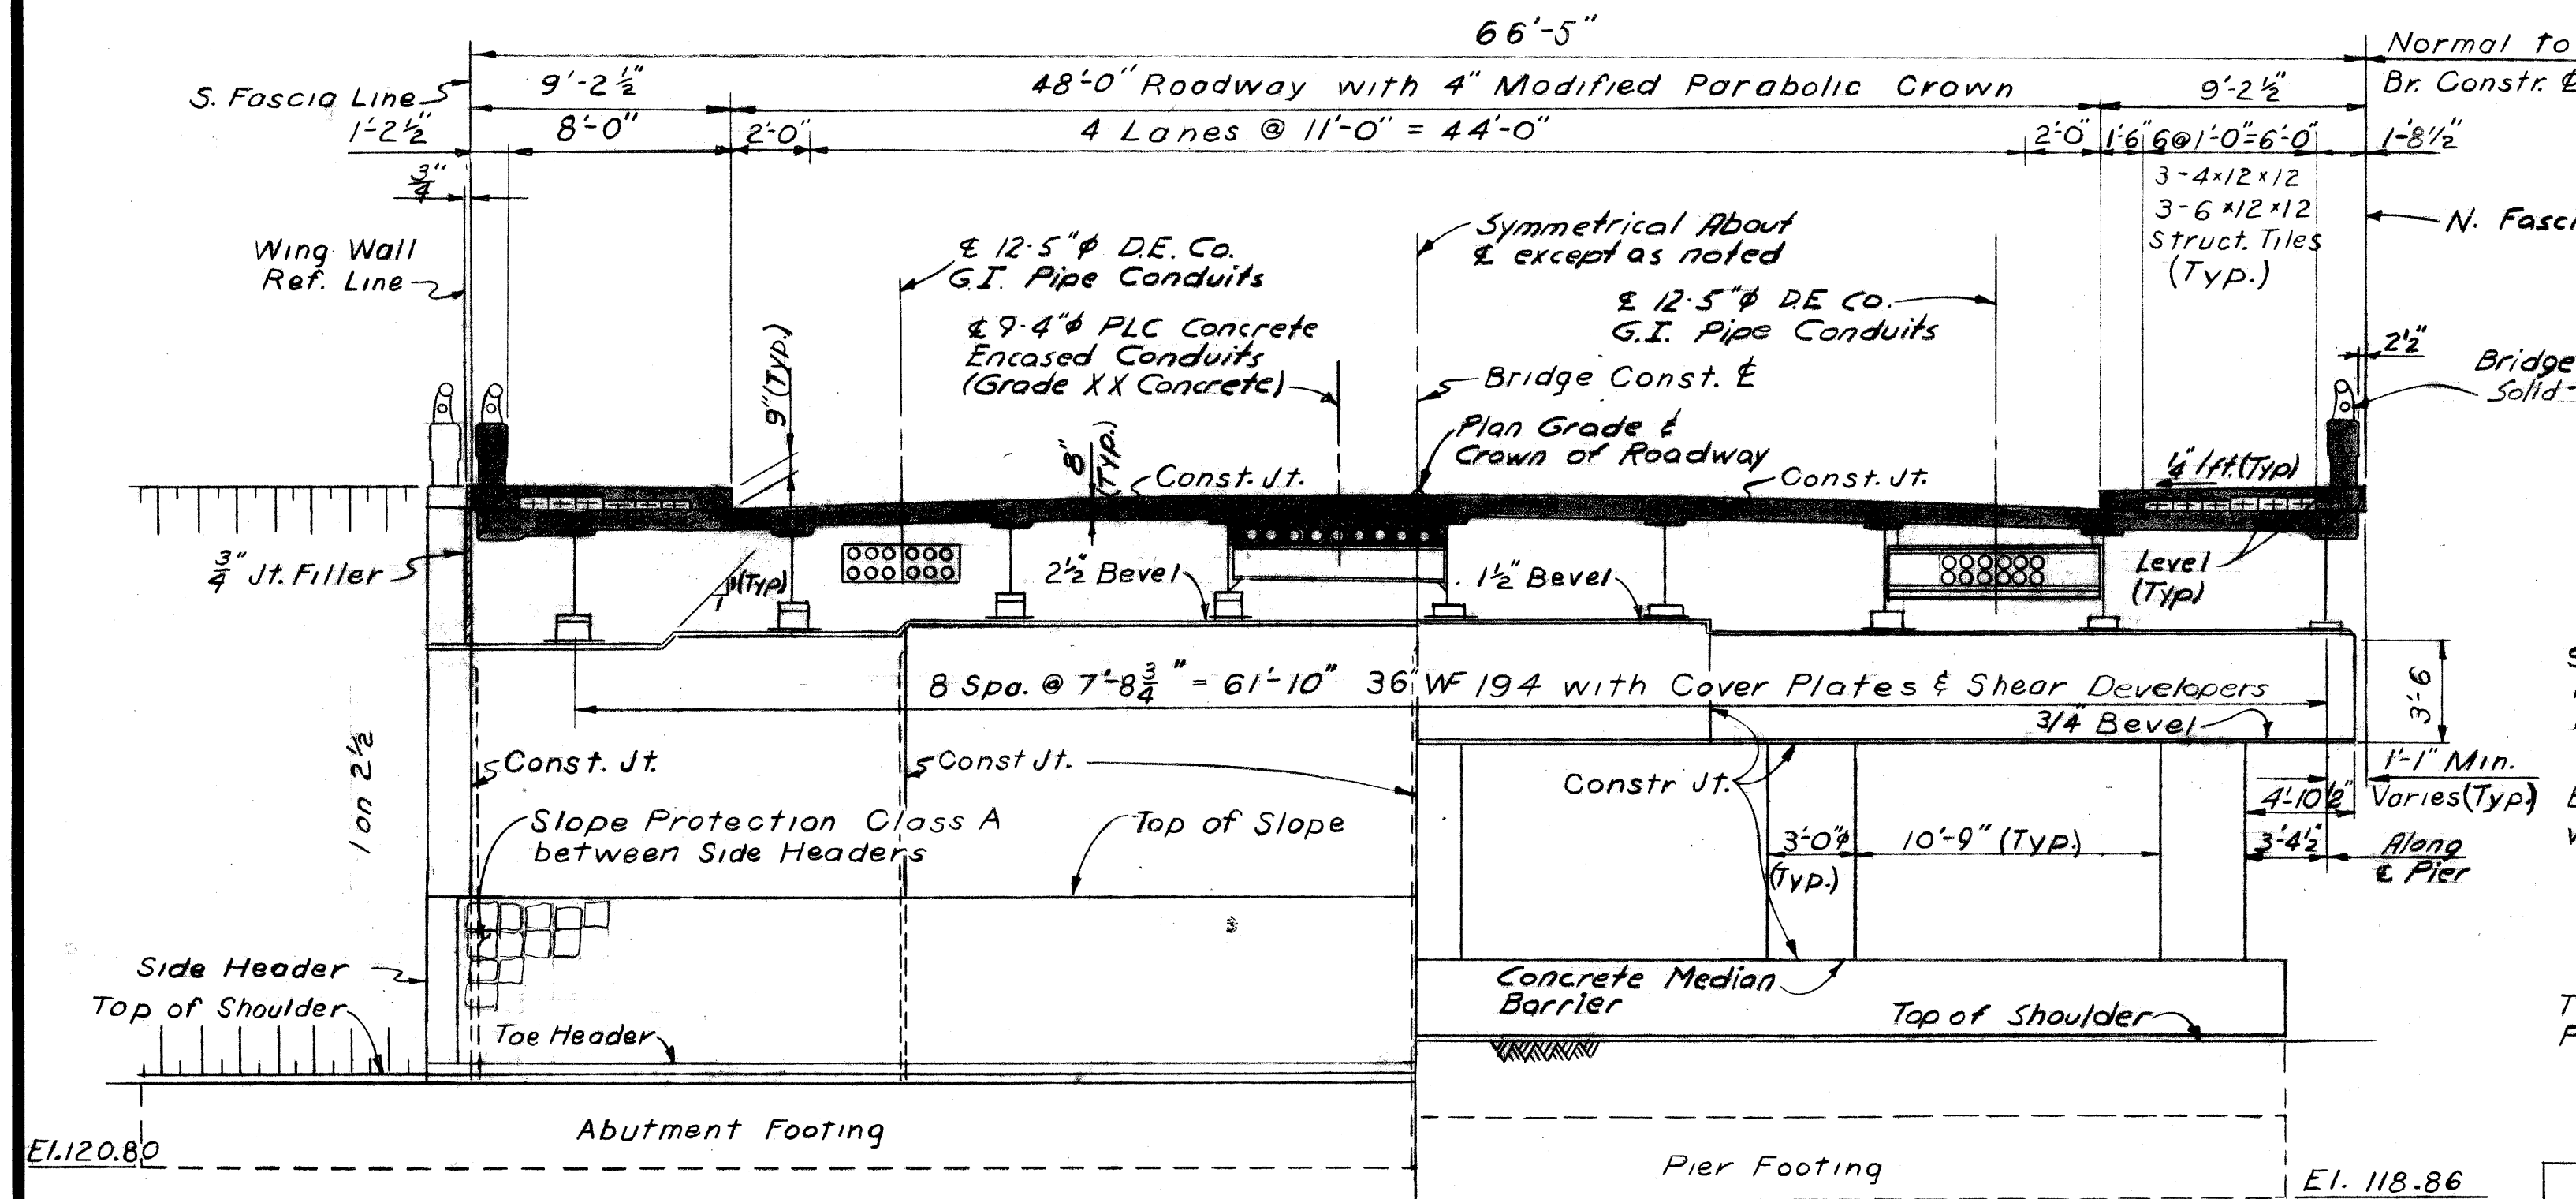 66'-5"
Normal to
S. Fascia Line
9'-2½"
48'-0" Roadway with 4" Modified Parabolic Crown
9'-2½"
Br. Constr. ℄
1'-2½"
8'-0"
2'-0"
4 Lanes @ 11'-0" = 44'-0"
2'-0"
1'-6"
6@1'-0"=6'-0"
1'-8½"
¾"
3-4×12×12
3-6×12×12
Struct. Tiles
(Typ.)
Wing Wall
Ref. Line
℄ 12-5"φ D.E. Co.
G.I. Pipe Conduits
Symmetrical About
℄ except as noted
N. Fasci
℄ 9-4"φ PLC Concrete
Encased Conduits
(Grade XX Concrete)
℄ 12-5"φ D.E Co.
G.I. Pipe Conduits
9"(Typ.)
Bridge Const. ℄
2½"
Bridge
Solid
Plan Grade &
Crown of Roadway
8"
(Typ.)
Const. Jt.
Const. Jt.
¼"/ft.(Typ)
¾" Jt. Filler
1
1
(Typ)
2½" Bevel
1½" Bevel
Level
(Typ)
8 Spa. @ 7'-8¾" = 61'-10"
36" WF 194 with Cover Plates & Shear Developers
3'-6
3/4" Bevel
1 on 2½
Const. Jt.
Const Jt.
Constr Jt.
1'-1" Min.
Varies(Typ.)
4'-10½"
Slope Protection Class A
between Side Headers
Top of Slope
3'-0"φ
(Typ.)
10'-9" (Typ.)
3'-4½"
Along
℄ Pier
Side Header
Top of Shoulder
Concrete Median
Barrier
Toe Header
Top of Shoulder
Abutment Footing
El.120.80
Pier Footing
El. 118.86